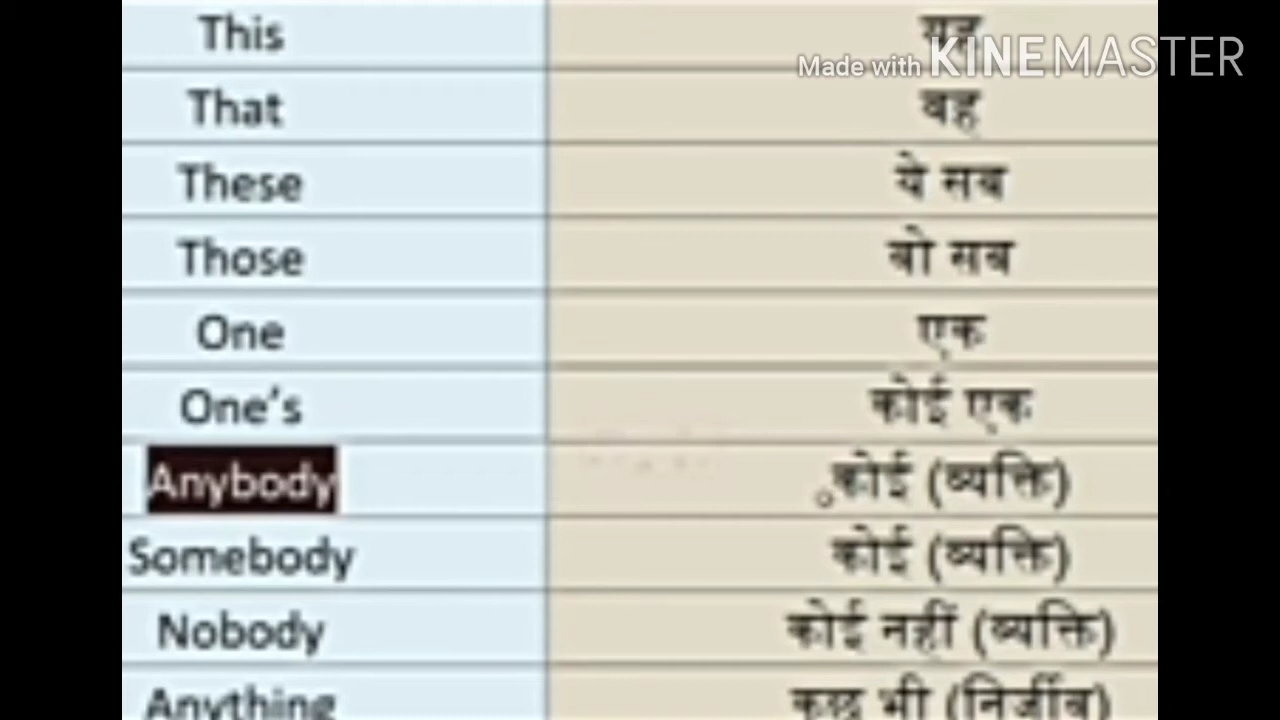 This यह
Made with KINEMASTER
That वह
These ये सब
Those वो सब
One एक
One's कोई एक
Anybody कोई (व्यक्ति)
Somebody कोई (व्यक्ति)
Nobody कोई नहीं (व्यक्ति)
Anything कुछ भी (निर्जीव)